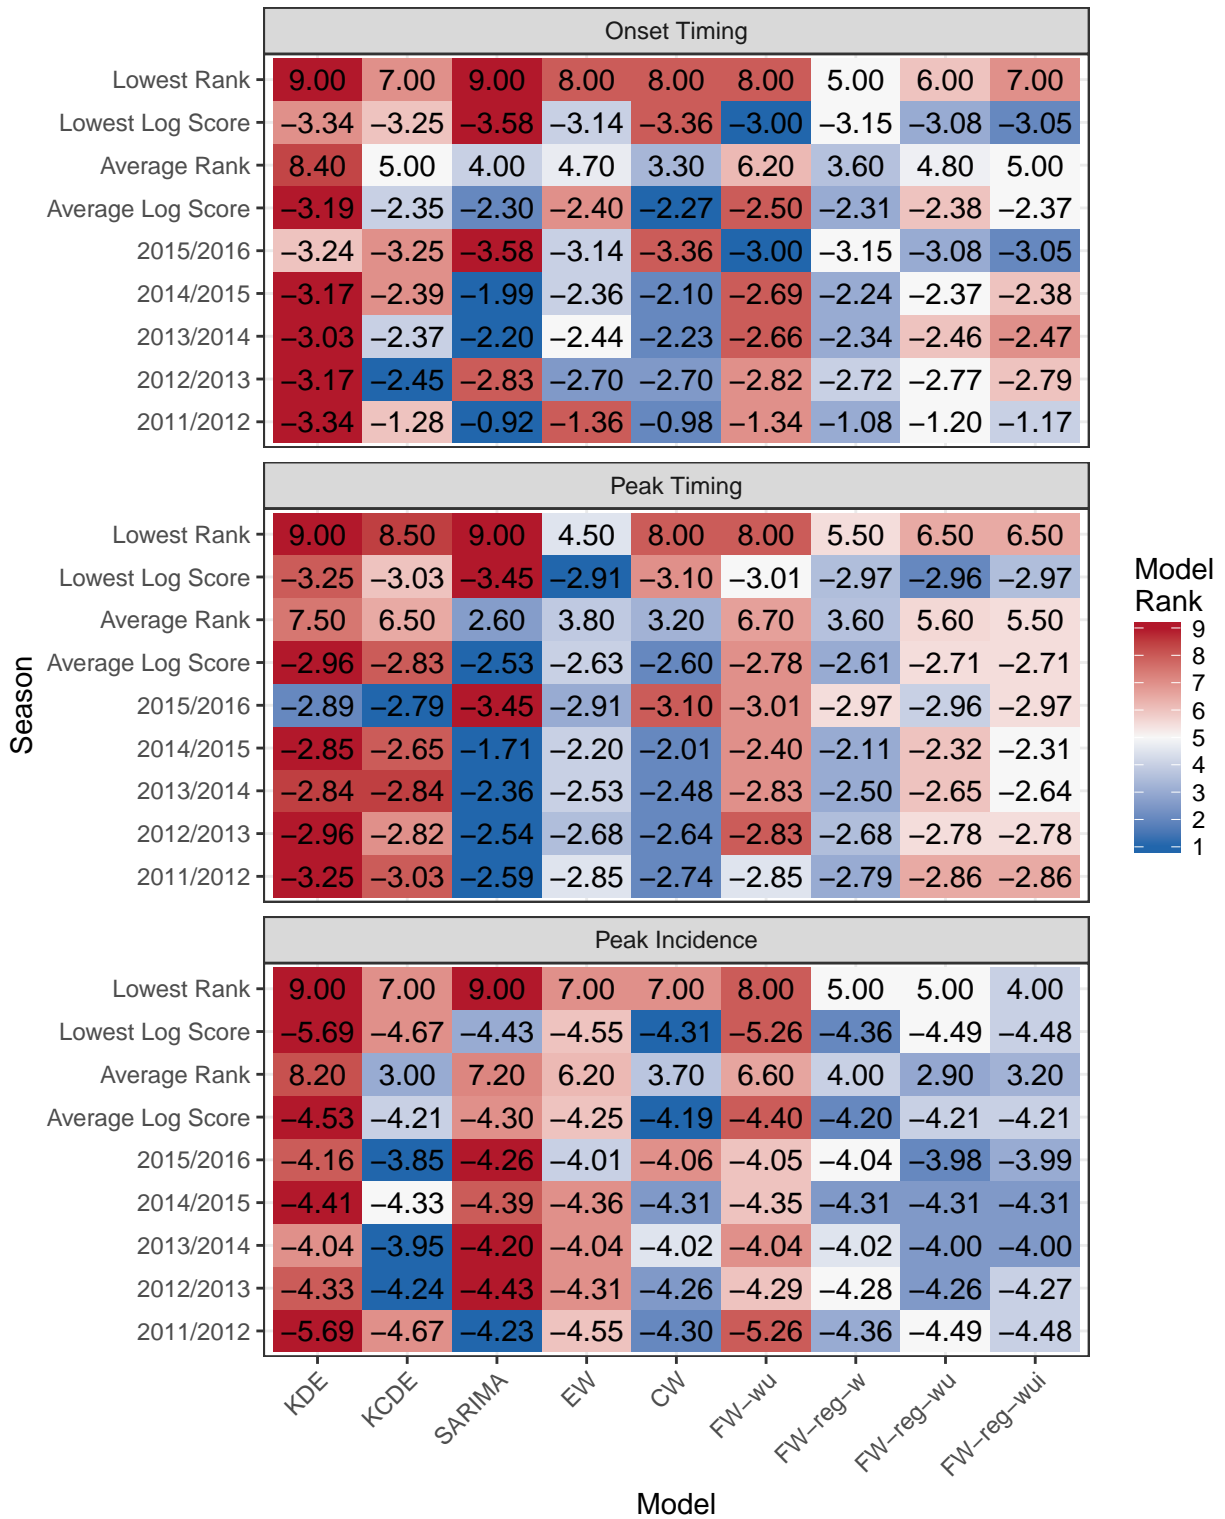 Onset Timing
Lowest Rank 9.00 7.00 9.00 8.00 8.00 8.00 5.00 6.00 7.00
Lowest Log Score −3.34 −3.25 −3.58 −3.14 −3.36 −3.00 −3.15 −3.08 −3.05
Average Rank 8.40 5.00 4.00 4.70 3.30 6.20 3.60 4.80 5.00
Average Log Score −3.19 −2.35 −2.30 −2.40 −2.27 −2.50 −2.31 −2.38 −2.37
2015/2016 −3.24 −3.25 −3.58 −3.14 −3.36 −3.00 −3.15 −3.08 −3.05
2014/2015 −3.17 −2.39 −1.99 −2.36 −2.10 −2.69 −2.24 −2.37 −2.38
2013/2014 −3.03 −2.37 −2.20 −2.44 −2.23 −2.66 −2.34 −2.46 −2.47
2012/2013 −3.17 −2.45 −2.83 −2.70 −2.70 −2.82 −2.72 −2.77 −2.79
2011/2012 −3.34 −1.28 −0.92 −1.36 −0.98 −1.34 −1.08 −1.20 −1.17
Peak Timing
Lowest Rank 9.00 8.50 9.00 4.50 8.00 8.00 5.50 6.50 6.50
Lowest Log Score −3.25 −3.03 −3.45 −2.91 −3.10 −3.01 −2.97 −2.96 −2.97
Average Rank 7.50 6.50 2.60 3.80 3.20 6.70 3.60 5.60 5.50
Average Log Score −2.96 −2.83 −2.53 −2.63 −2.60 −2.78 −2.61 −2.71 −2.71
2015/2016 −2.89 −2.79 −3.45 −2.91 −3.10 −3.01 −2.97 −2.96 −2.97
2014/2015 −2.85 −2.65 −1.71 −2.20 −2.01 −2.40 −2.11 −2.32 −2.31
2013/2014 −2.84 −2.84 −2.36 −2.53 −2.48 −2.83 −2.50 −2.65 −2.64
2012/2013 −2.96 −2.82 −2.54 −2.68 −2.64 −2.83 −2.68 −2.78 −2.78
2011/2012 −3.25 −3.03 −2.59 −2.85 −2.74 −2.85 −2.79 −2.86 −2.86
Peak Incidence
Lowest Rank 9.00 7.00 9.00 7.00 7.00 8.00 5.00 5.00 4.00
Lowest Log Score −5.69 −4.67 −4.43 −4.55 −4.31 −5.26 −4.36 −4.49 −4.48
Average Rank 8.20 3.00 7.20 6.20 3.70 6.60 4.00 2.90 3.20
Average Log Score −4.53 −4.21 −4.30 −4.25 −4.19 −4.40 −4.20 −4.21 −4.21
2015/2016 −4.16 −3.85 −4.26 −4.01 −4.06 −4.05 −4.04 −3.98 −3.99
2014/2015 −4.41 −4.33 −4.39 −4.36 −4.31 −4.35 −4.31 −4.31 −4.31
2013/2014 −4.04 −3.95 −4.20 −4.04 −4.02 −4.04 −4.02 −4.00 −4.00
2012/2013 −4.33 −4.24 −4.43 −4.31 −4.26 −4.29 −4.28 −4.26 −4.27
2011/2012 −5.69 −4.67 −4.23 −4.55 −4.30 −5.26 −4.36 −4.49 −4.48
KDE KCDE SARIMA EW CW FW−wu FW−reg−w FW−reg−wu FW−reg−wui
Model
Season
Model
Rank
9
8
7
6
5
4
3
2
1